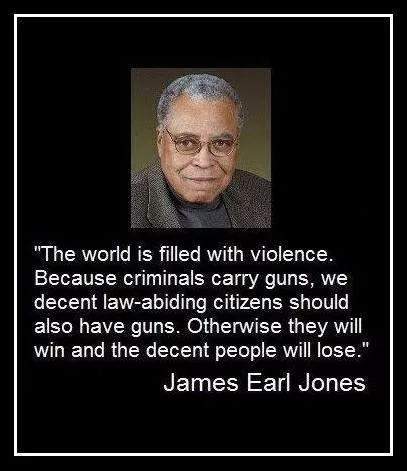 "The world is filled with violence.
Because criminals carry guns, we
decent law-abiding citizens should
also have guns. Otherwise they will
win and the decent people will lose."
James Earl Jones